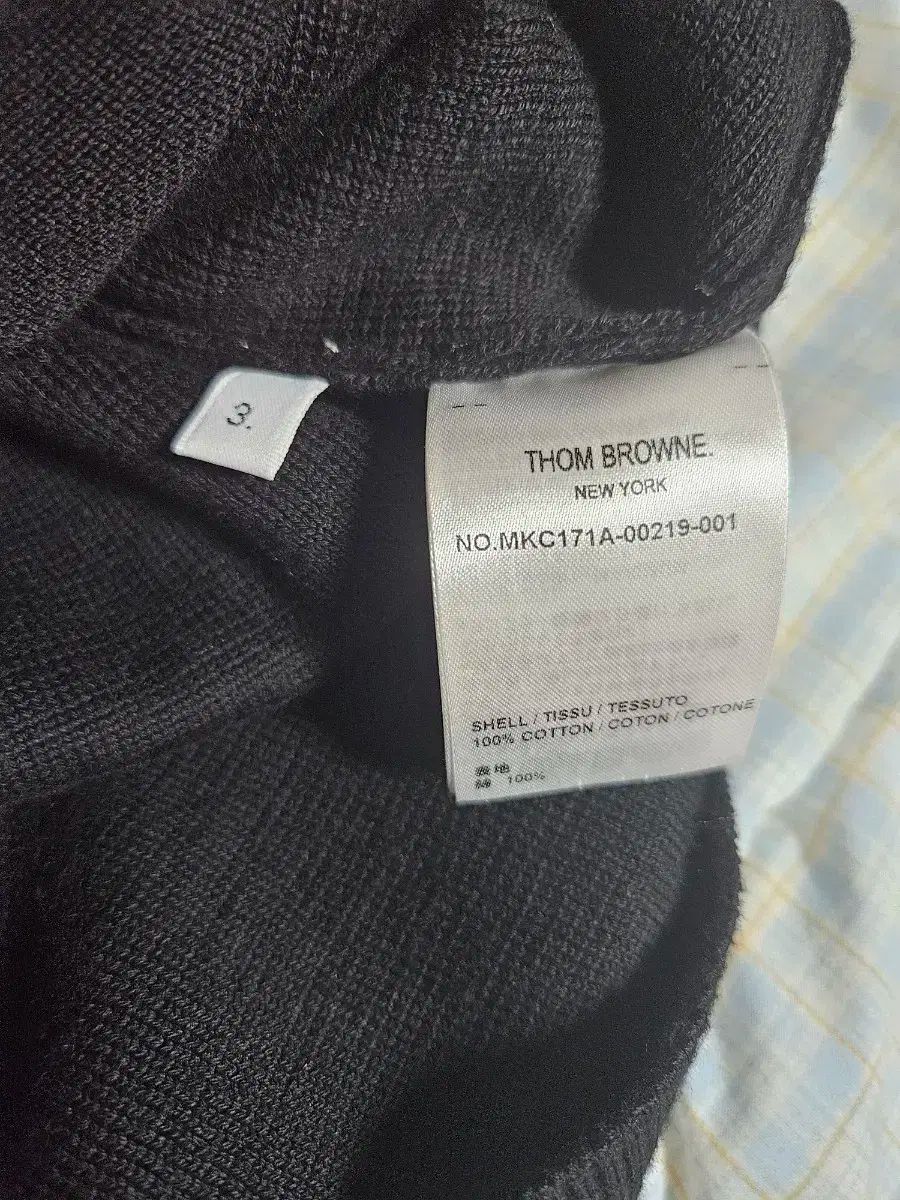 3.
THOM BROWNE.
NEW YORK
NO.MKC171A-00219-001
SHELL / TISSU / TESSUTO
100% COTTON / COTON / COTONE
表地
綿 100%